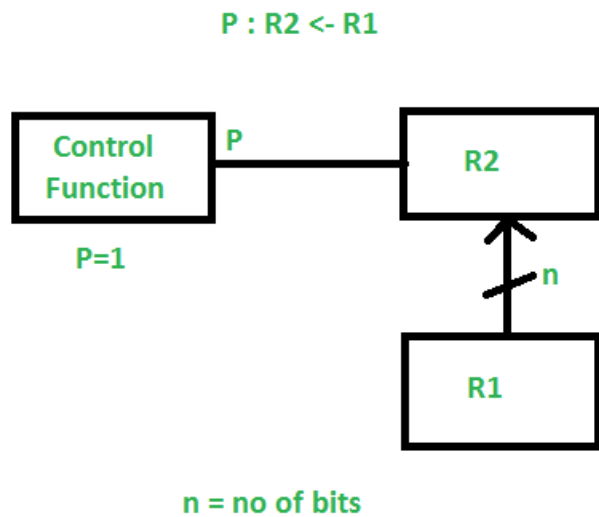 P : R2 <- R1
Control
Function
P
R2
P=1
n
R1
n = no of bits